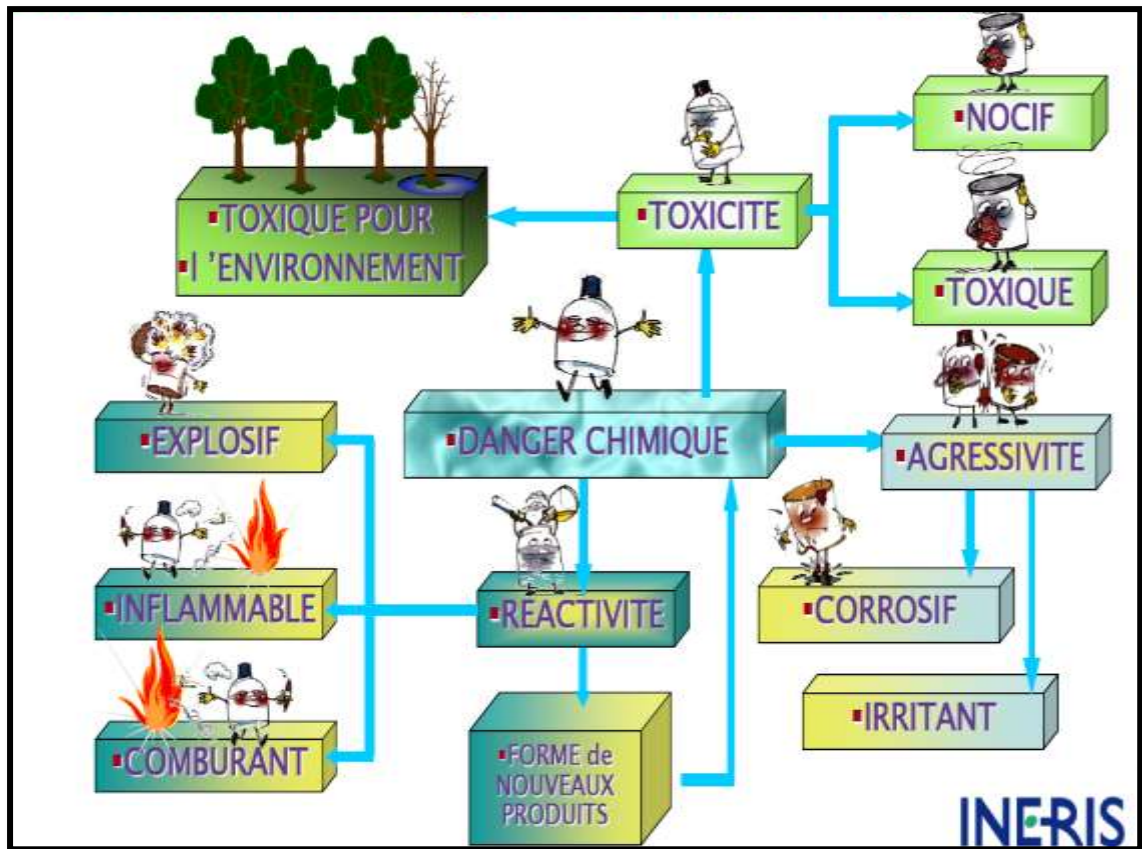 ▪NOCIF
▪TOXIQUE POUR
▪l ’ENVIRONNEMENT
▪TOXICITE
▪TOXIQUE
▪EXPLOSIF
▪DANGER CHIMIQUE
▪AGRESSIVITE
▪INFLAMMABLE
▪REACTIVITE
▪CORROSIF
▪COMBURANT
▪FORME de
NOUVEAUX
PRODUITS
▪IRRITANT
INERIS